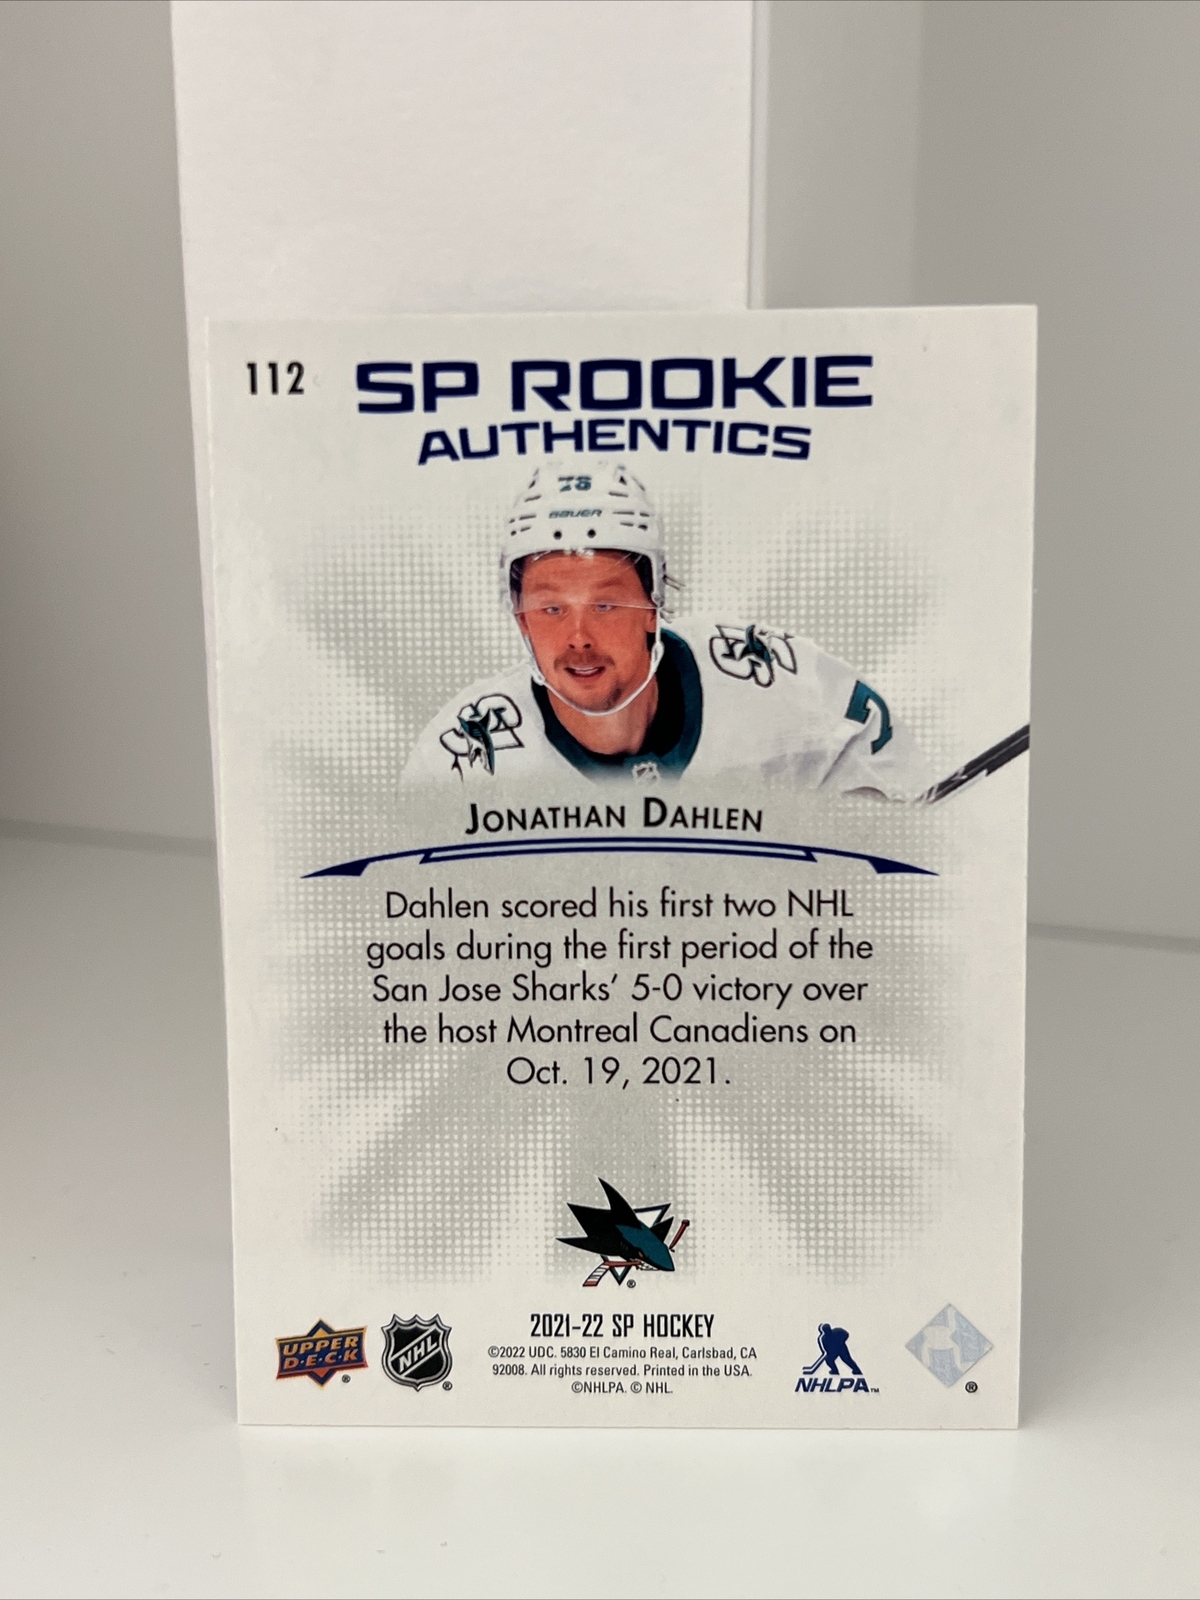 112
SP ROOKIE
AUTHENTICS
76
BAUER
7
JONATHAN DAHLEN
Dahlen scored his first two NHL
goals during the first period of the
San Jose Sharks' 5-0 victory over
the host Montreal Canadiens on
Oct. 19, 2021.
®
UPPER
D·E·C·K
®
NHL
®
2021-22 SP HOCKEY
©2022 UDC. 5830 El Camino Real, Carlsbad, CA
92008. All rights reserved. Printed in the USA.
©NHLPA. © NHL.
NHLPA™
®